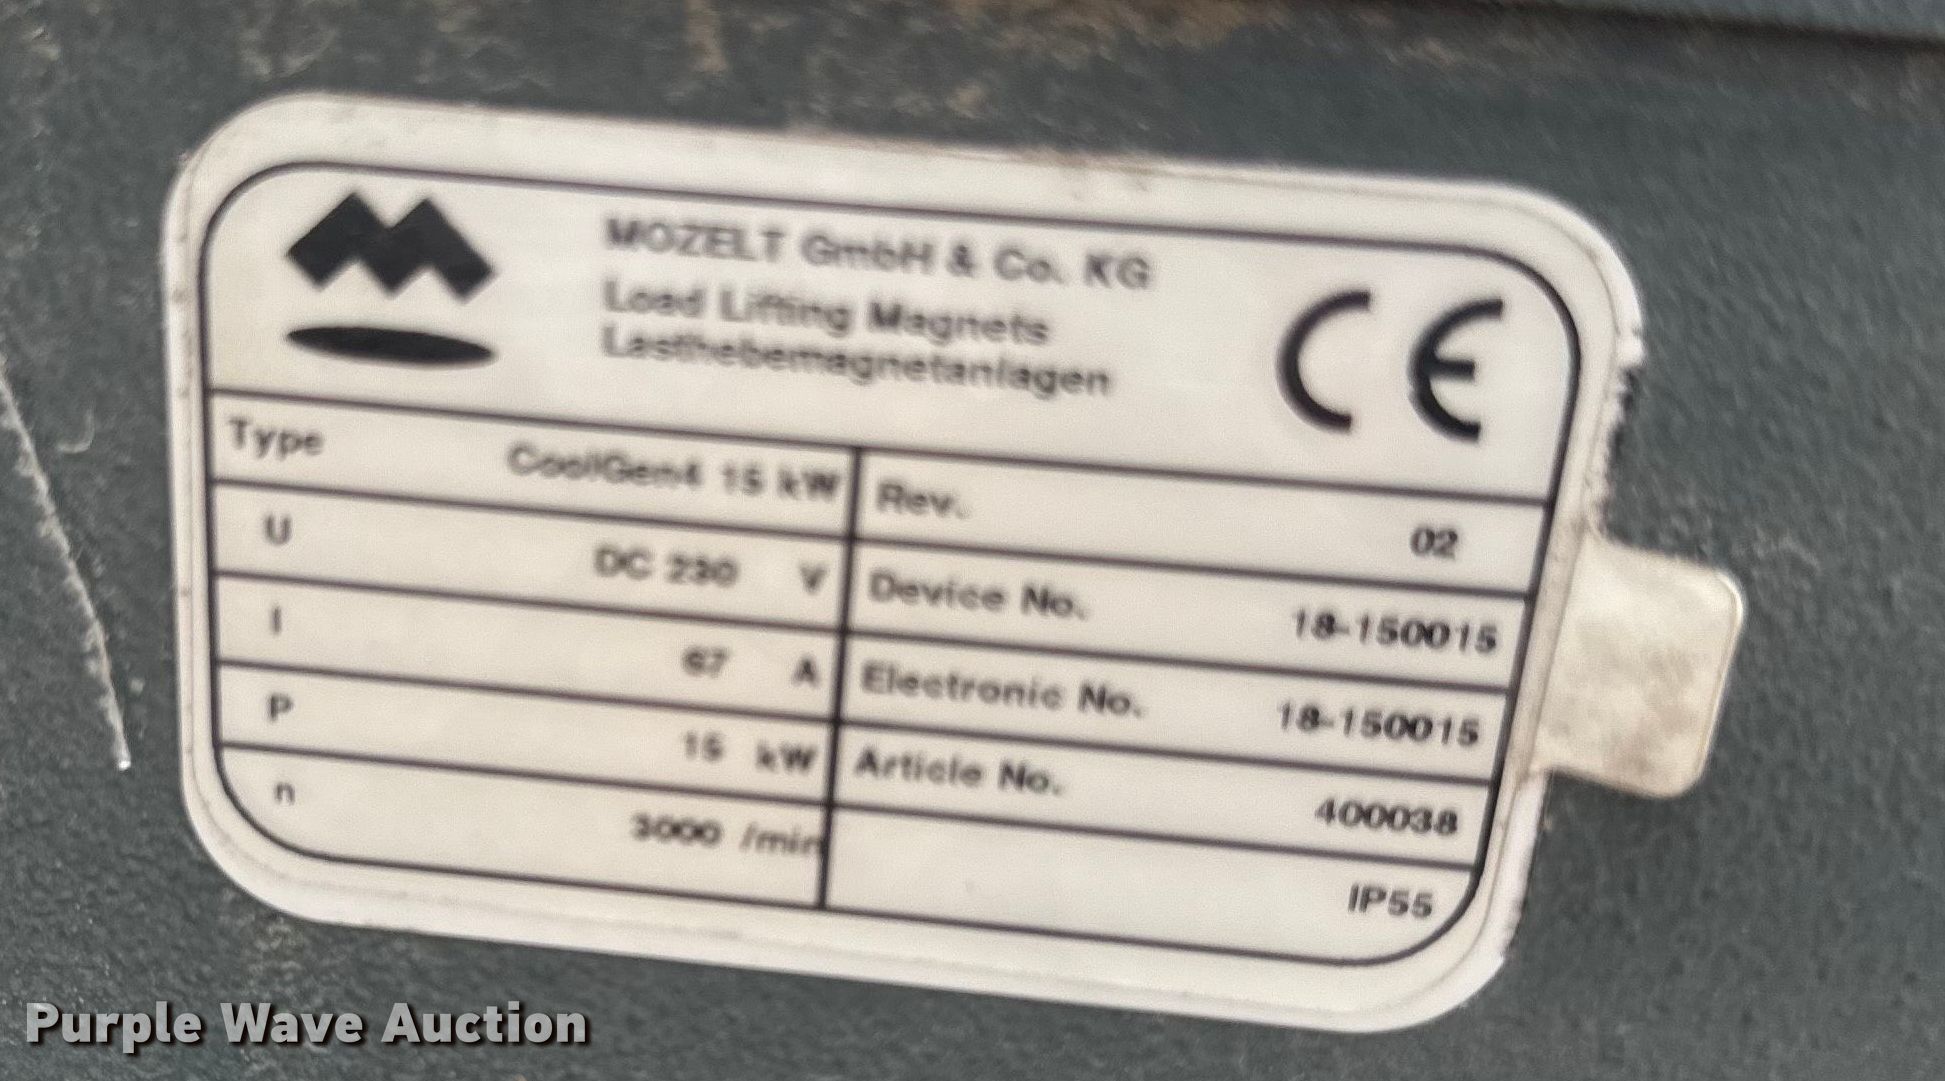 MOZELT GmbH & Co. KG
Load Lifting Magnets
Lasthebemagnetanlagen
CE
Type CoolGen4 15 kW
Rev. 02
U DC 230 V
Device No. 18-150015
I 67 A
Electronic No. 18-150015
P 15 kW
Article No. 400038
n 3000 /min
IP55
Purple Wave Auction